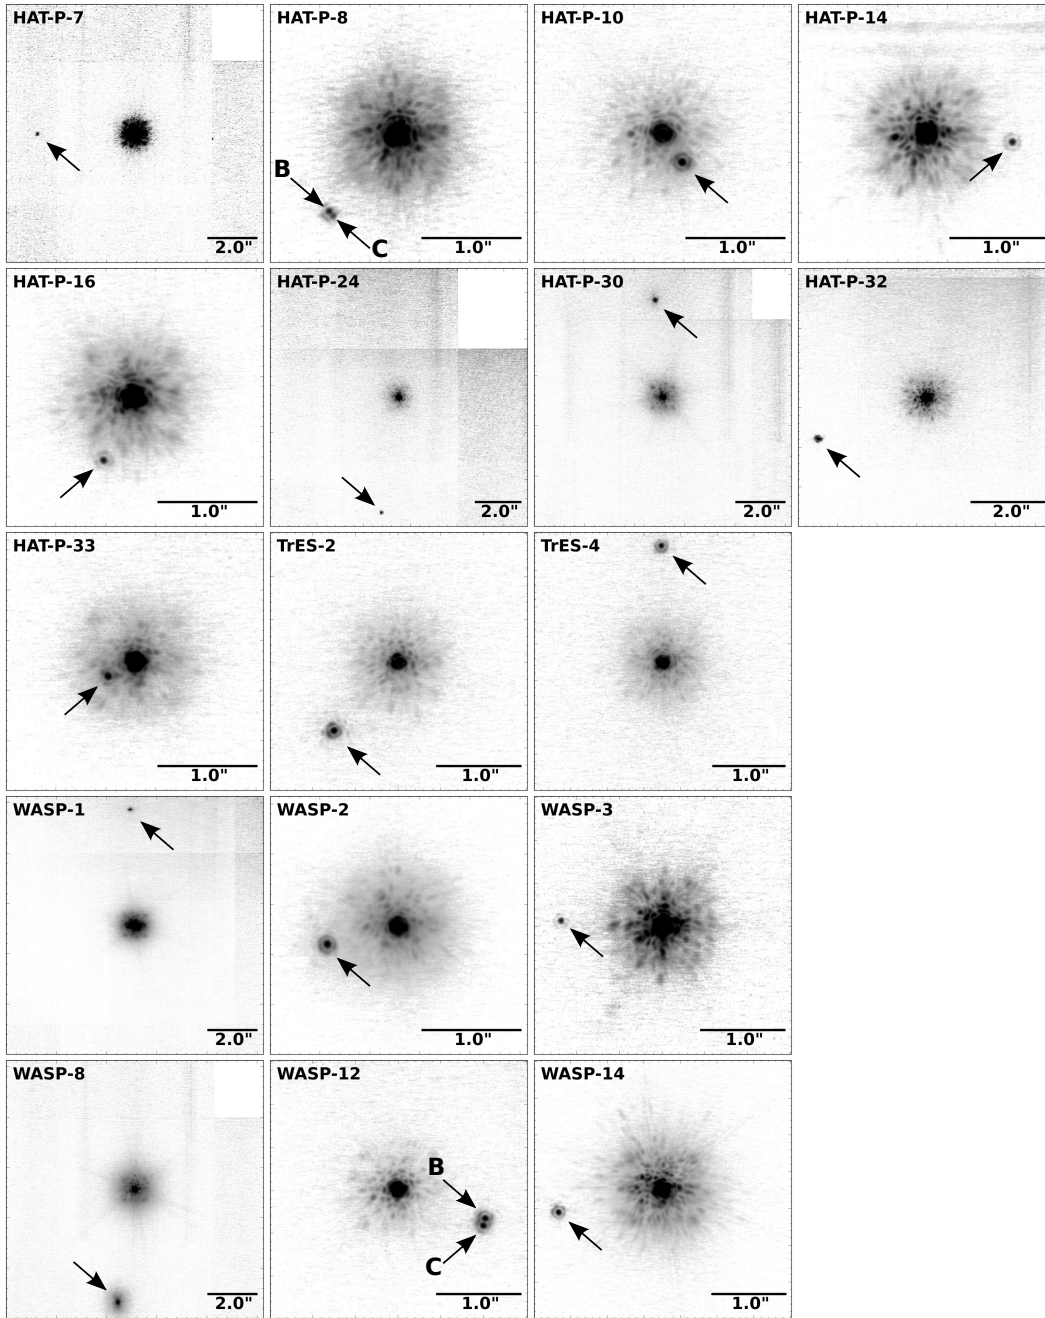 HAT-P-7
2.0"
HAT-P-8
B
C
1.0"
HAT-P-10
1.0"
HAT-P-14
1.0"
HAT-P-16
1.0"
HAT-P-24
2.0"
HAT-P-30
2.0"
HAT-P-32
2.0"
HAT-P-33
1.0"
TrES-2
1.0"
TrES-4
1.0"
WASP-1
2.0"
WASP-2
1.0"
WASP-3
1.0"
WASP-8
2.0"
WASP-12
B
C
1.0"
WASP-14
1.0"